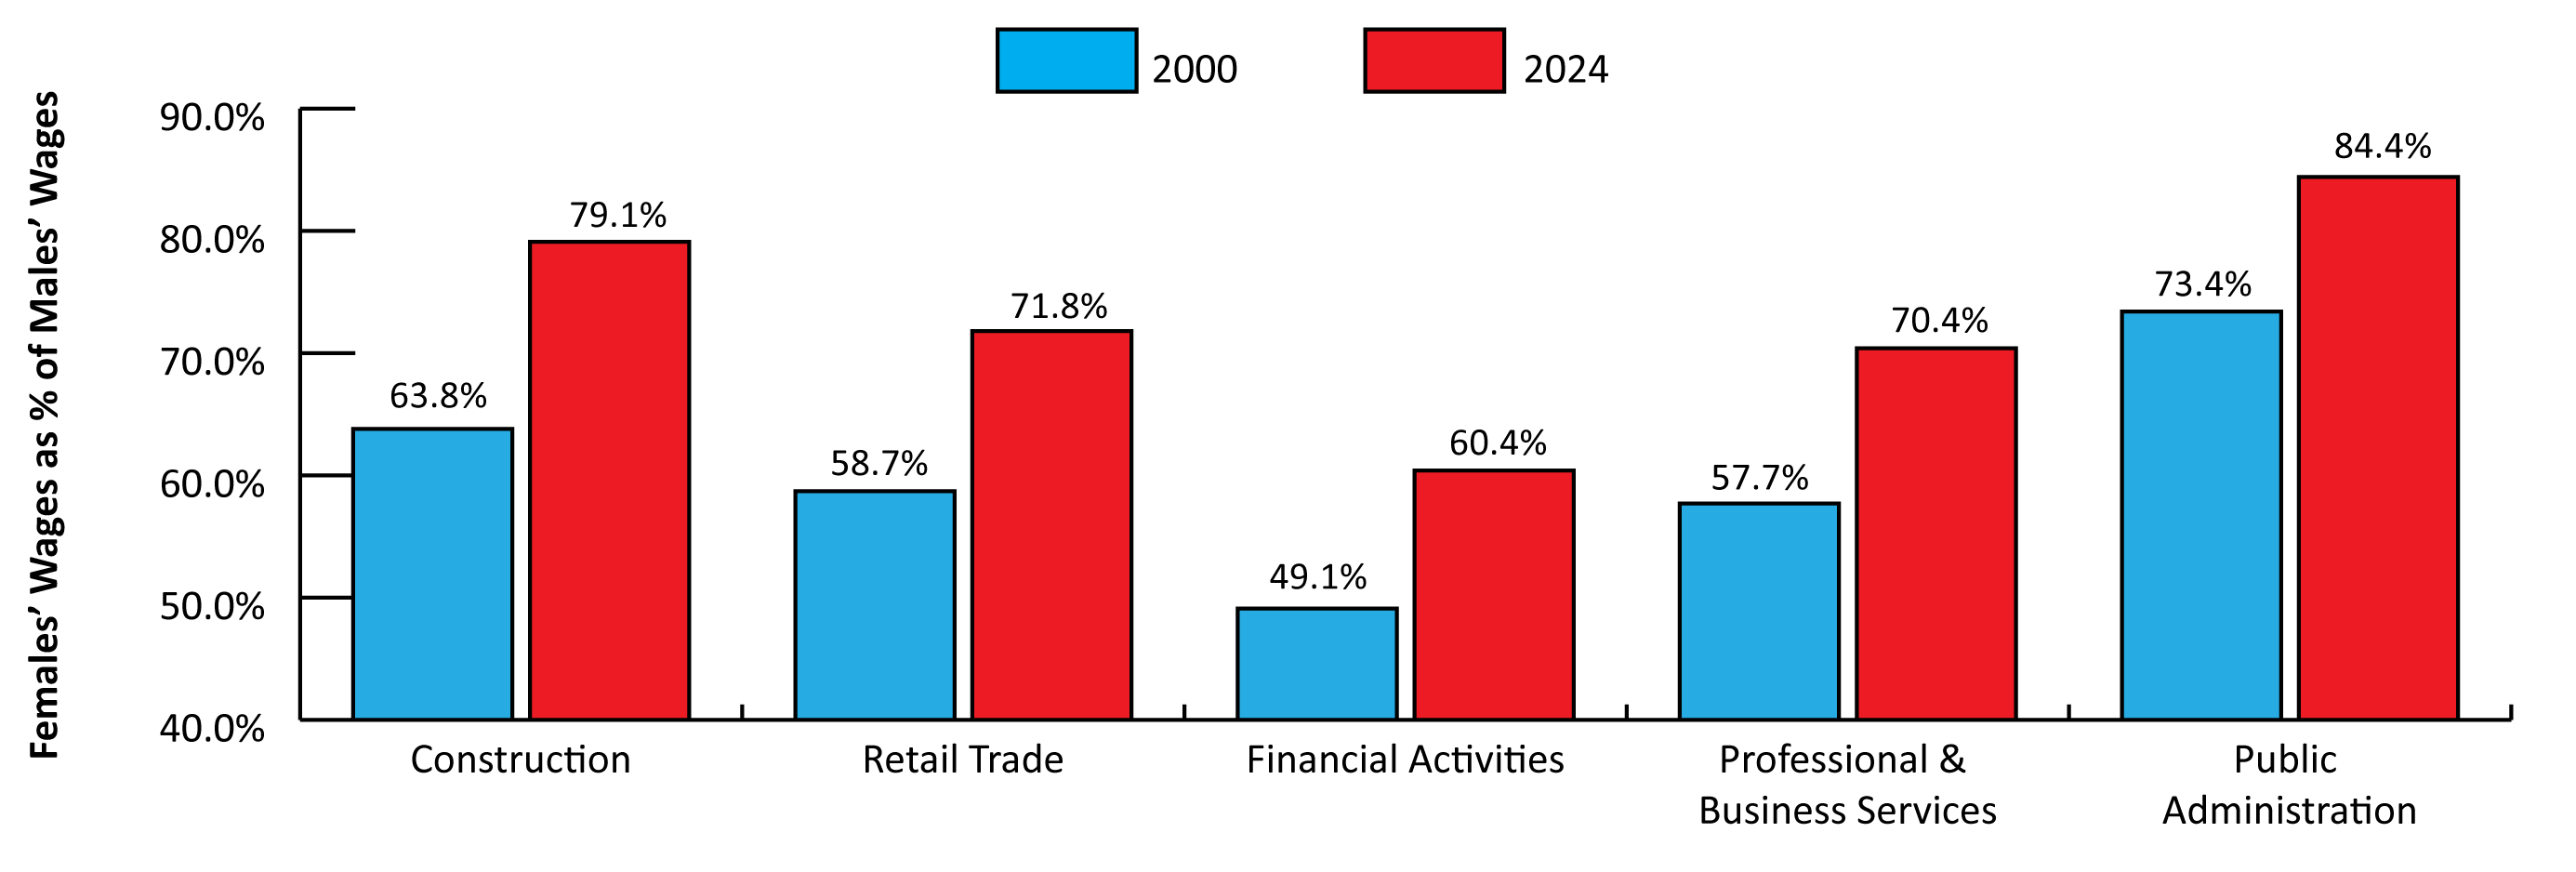 2000
2024
Females’ Wages as % of Males’ Wages
90.0%
80.0%
70.0%
60.0%
50.0%
40.0%
63.8%
79.1%
58.7%
71.8%
49.1%
60.4%
57.7%
70.4%
73.4%
84.4%
Construction
Retail Trade
Financial Activities
Professional &
Business Services
Public
Administration